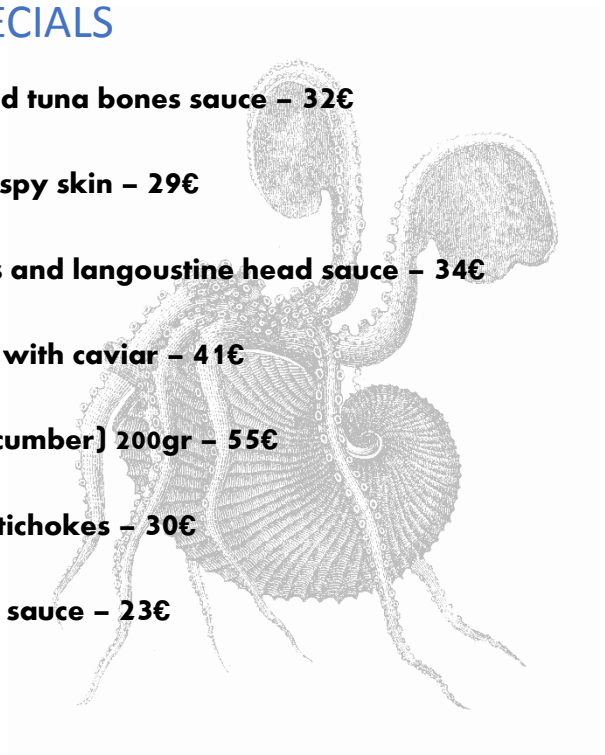 ECIALS
d tuna bones sauce – 32€
spy skin – 29€
s and langoustine head sauce – 34€
with caviar – 41€
cumber) 200gr – 55€
tichokes – 30€
sauce – 23€